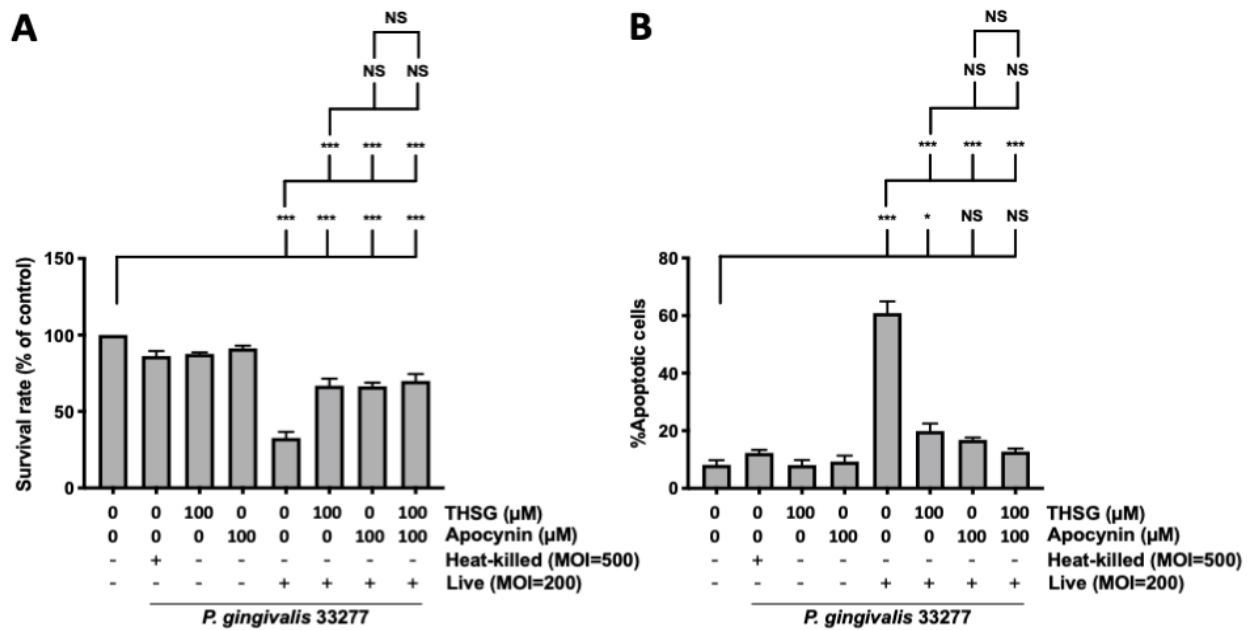 A
NS
NS NS
*** *** ***
*** *** *** ***
Survival rate (% of control)
150
100
50
0
0 0 100 0 0 100 0 100 THSG (µM)
0 0 0 100 0 0 100 100 Apocynin (µM)
- + - - - - - - Heat-killed (MOI=500)
- - - - + + + + Live (MOI=200)
P. gingivalis 33277
B
NS
NS NS
*** *** ***
*** * NS NS
%Apoptotic cells
80
60
40
20
0
0 0 100 0 0 100 0 100 THSG (µM)
0 0 0 100 0 0 100 100 Apocynin (µM)
- + - - - - - - Heat-killed (MOI=500)
- - - - + + + + Live (MOI=200)
P. gingivalis 33277